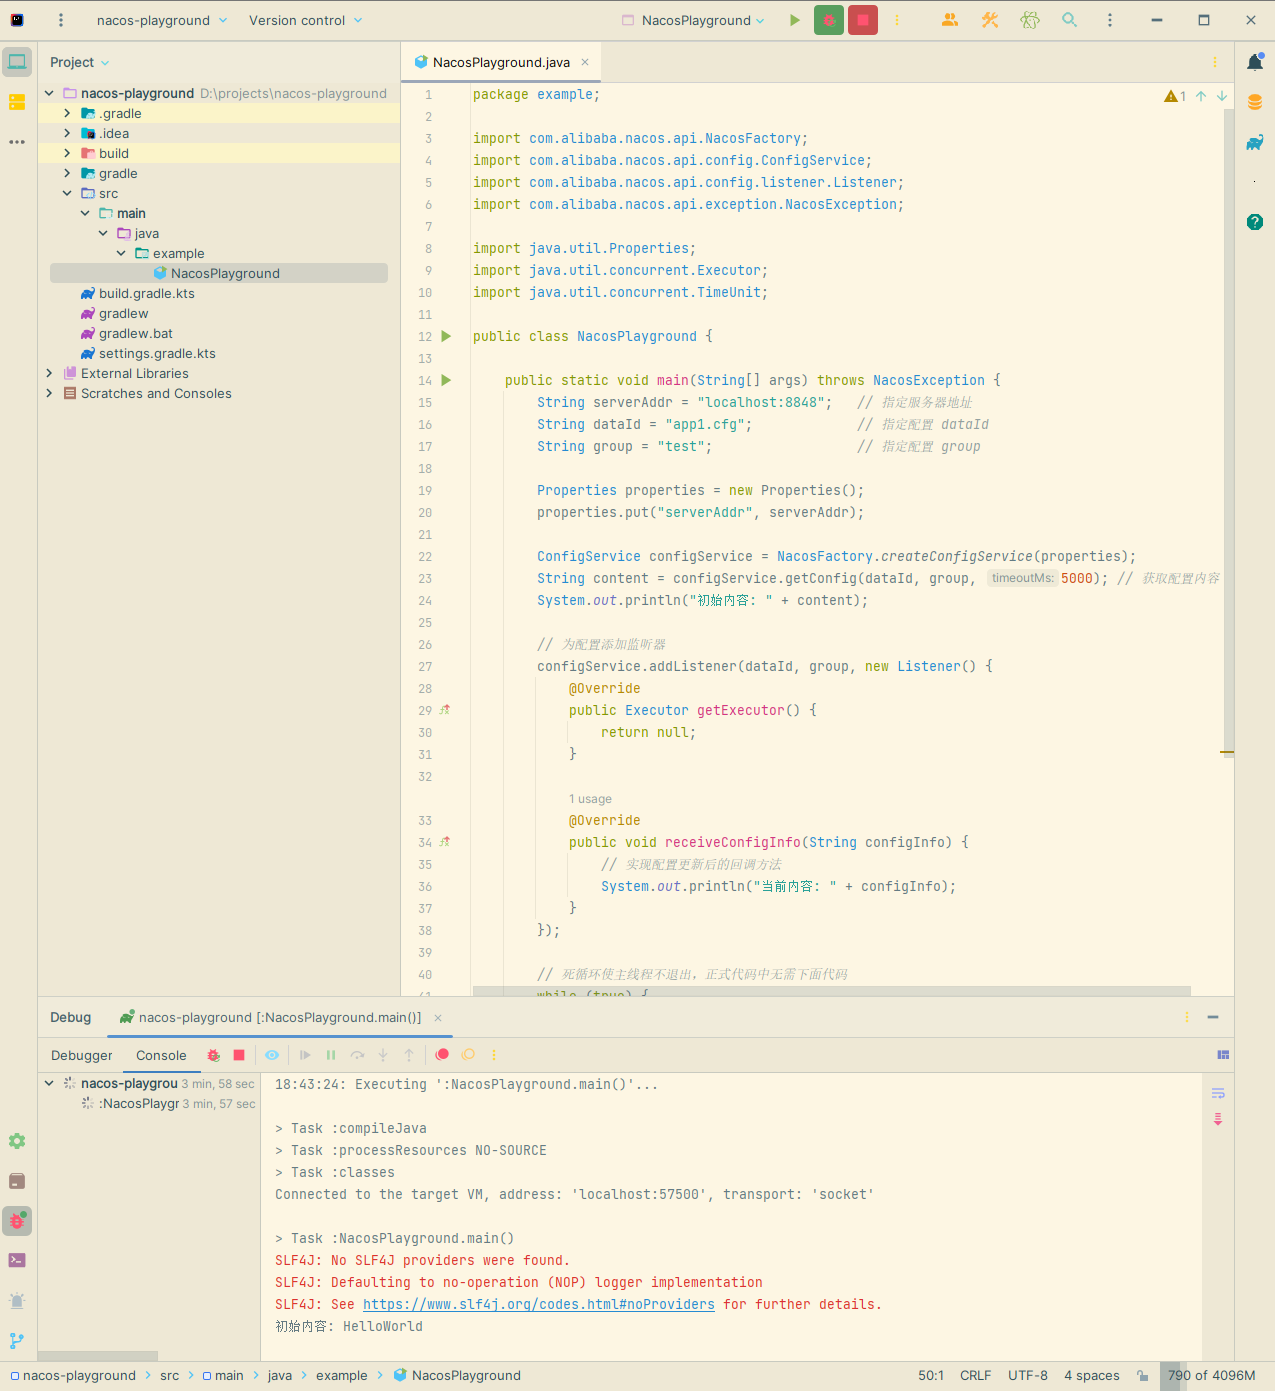 nacos-playground Version control NacosPlayground
Project
NacosPlayground.java
nacos-playground D:\projects\nacos-playground
.gradle
.idea
build
gradle
src
main
java
example
NacosPlayground
build.gradle.kts
gradlew
gradlew.bat
settings.gradle.kts
External Libraries
Scratches and Consoles
1
1 package example;
2
3 import com.alibaba.nacos.api.NacosFactory;
4 import com.alibaba.nacos.api.config.ConfigService;
5 import com.alibaba.nacos.api.config.listener.Listener;
6 import com.alibaba.nacos.api.exception.NacosException;
7
8 import java.util.Properties;
9 import java.util.concurrent.Executor;
10 import java.util.concurrent.TimeUnit;
11
12 public class NacosPlayground {
13
14 public static void main(String[] args) throws NacosException {
15 String serverAddr = "localhost:8848"; // 指定服务器地址
16 String dataId = "app1.cfg"; // 指定配置 dataId
17 String group = "test"; // 指定配置 group
18
19 Properties properties = new Properties();
20 properties.put("serverAddr", serverAddr);
21
22 ConfigService configService = NacosFactory.createConfigService(properties);
23 String content = configService.getConfig(dataId, group, timeoutMs: 5000); // 获取配置内容
24 System.out.println("初始内容: " + content);
25
26 // 为配置添加监听器
27 configService.addListener(dataId, group, new Listener() {
28 @Override
29 public Executor getExecutor() {
30 return null;
31 }
32
1 usage
33 @Override
34 public void receiveConfigInfo(String configInfo) {
35 // 实现配置更新后的回调方法
36 System.out.println("当前内容: " + configInfo);
37 }
38 });
39
40 // 死循环使主线程不退出，正式代码中无需下面代码
41 while (true) {
Debug nacos-playground [:NacosPlayground.main()]
Debugger Console
nacos-playgrou 3 min, 58 sec
:NacosPlaygr 3 min, 57 sec
18:43:24: Executing ':NacosPlayground.main()'...
> Task :compileJava
> Task :processResources NO-SOURCE
> Task :classes
Connected to the target VM, address: 'localhost:57500', transport: 'socket'
> Task :NacosPlayground.main()
SLF4J: No SLF4J providers were found.
SLF4J: Defaulting to no-operation (NOP) logger implementation
SLF4J: See https://www.slf4j.org/codes.html#noProviders for further details.
初始内容: HelloWorld
nacos-playground > src > main > java > example > NacosPlayground 50:1 CRLF UTF-8 4 spaces 790 of 4096M